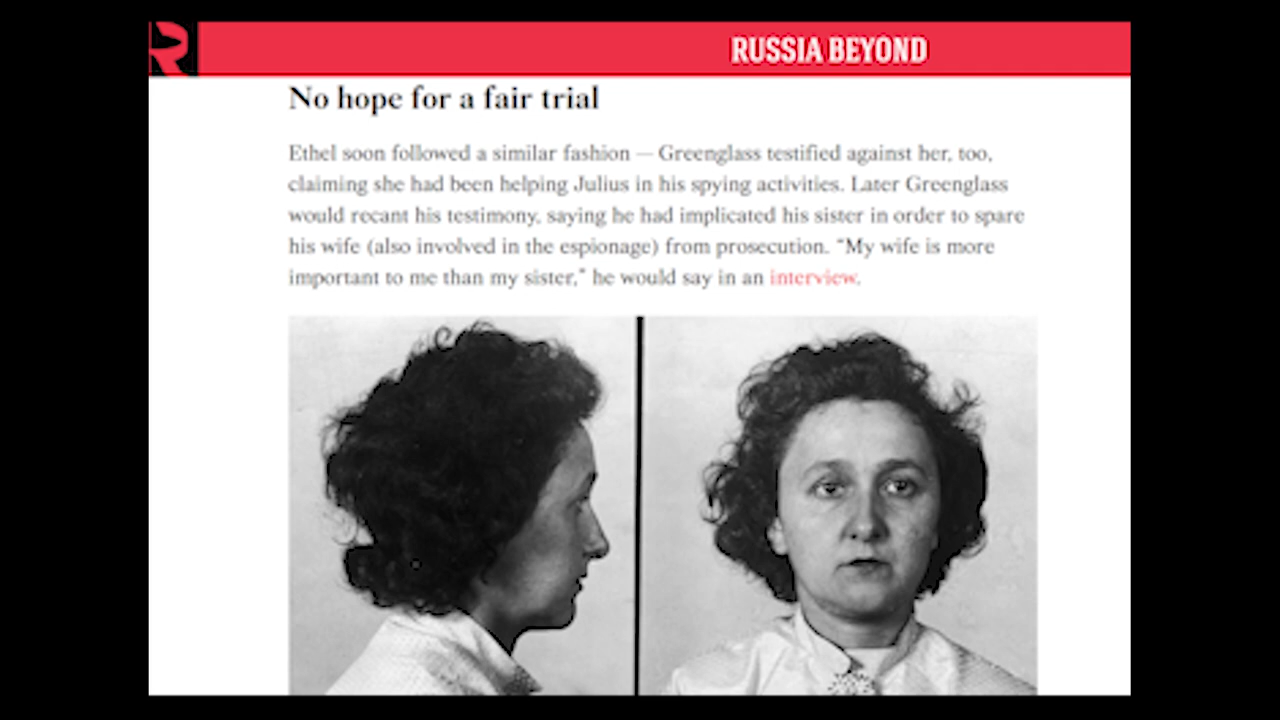 RUSSIA BEYOND
No hope for a fair trial
Ethel soon followed a similar fashion — Greenglass testified against her, too,
claiming she had been helping Julius in his spying activities. Later Greenglass
would recant his testimony, saying he had implicated his sister in order to spare
his wife (also involved in the espionage) from prosecution. “My wife is more
important to me than my sister,” he would say in an interview.